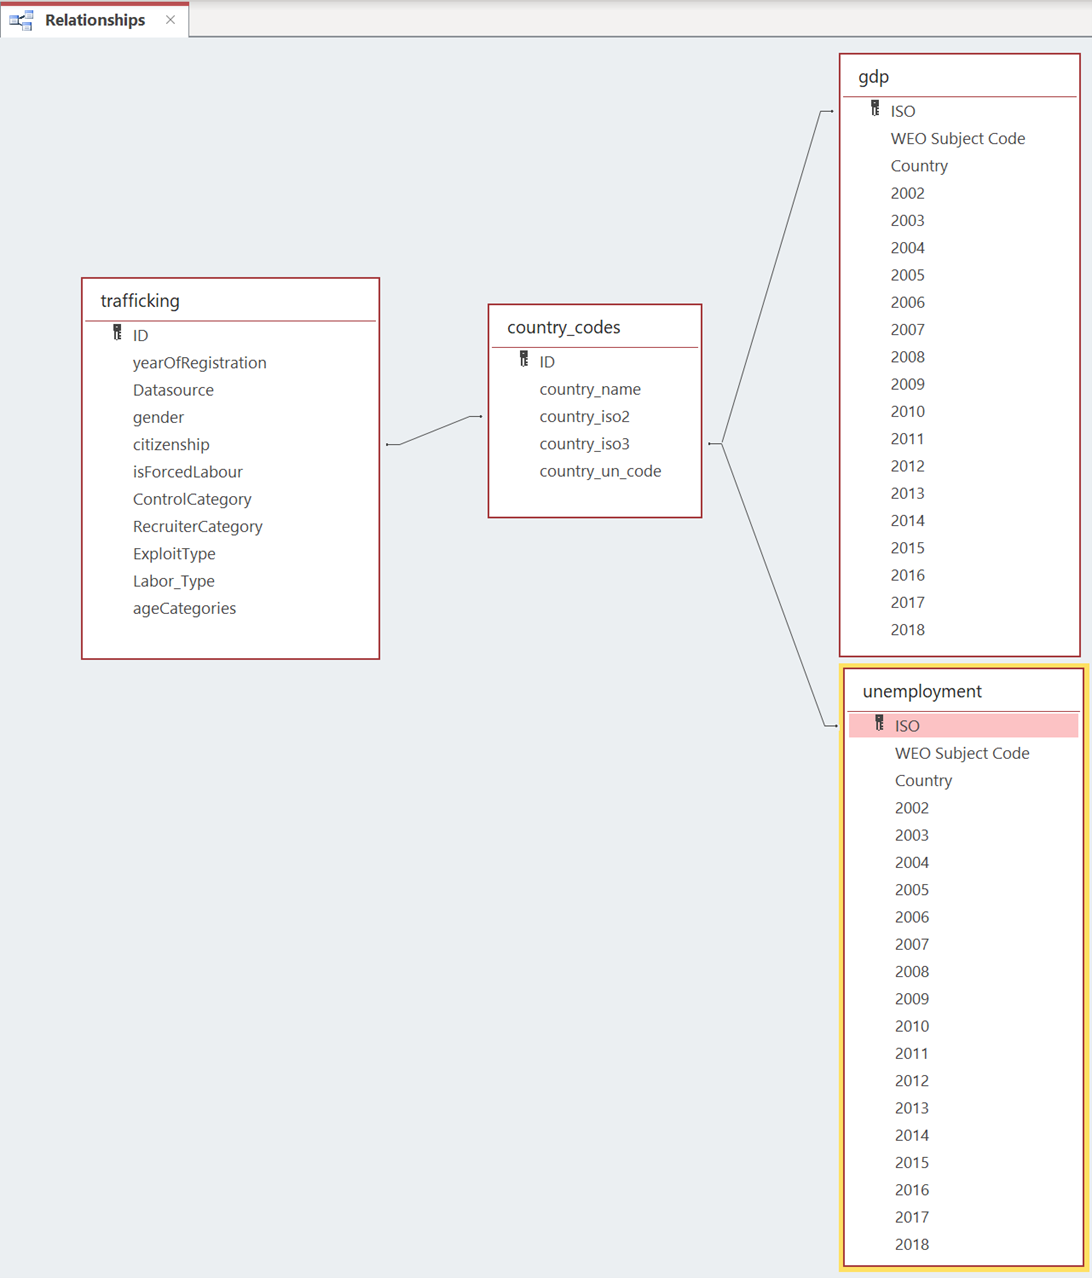 Relationships
trafficking
ID
yearOfRegistration
Datasource
gender
citizenship
isForcedLabour
ControlCategory
RecruiterCategory
ExploitType
Labor_Type
ageCategories
country_codes
ID
country_name
country_iso2
country_iso3
country_un_code
gdp
ISO
WEO Subject Code
Country
2002
2003
2004
2005
2006
2007
2008
2009
2010
2011
2012
2013
2014
2015
2016
2017
2018
unemployment
ISO
WEO Subject Code
Country
2002
2003
2004
2005
2006
2007
2008
2009
2010
2011
2012
2013
2014
2015
2016
2017
2018